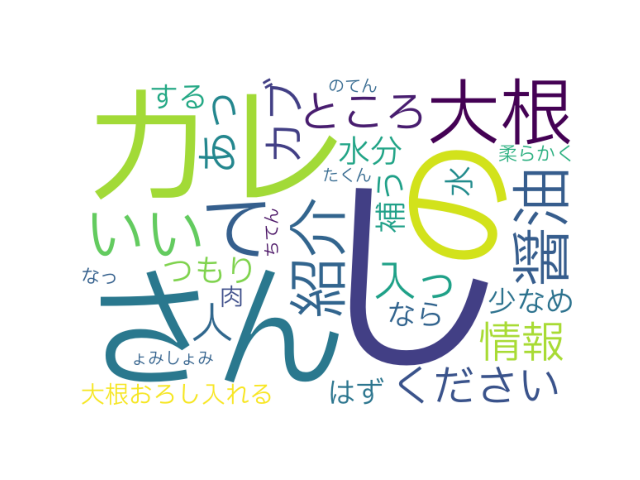 のてん
する
カレ
あっ
カブ
ところ
大根
水分
柔らかく
たくん
の
水
補う
いい
て
ちてん
紹介
し
醤油
なっ
つもり
さん
肉
人
入っ
なら
少なめ
情報
ょみしょみ
大根おろし入れる
はず
ください